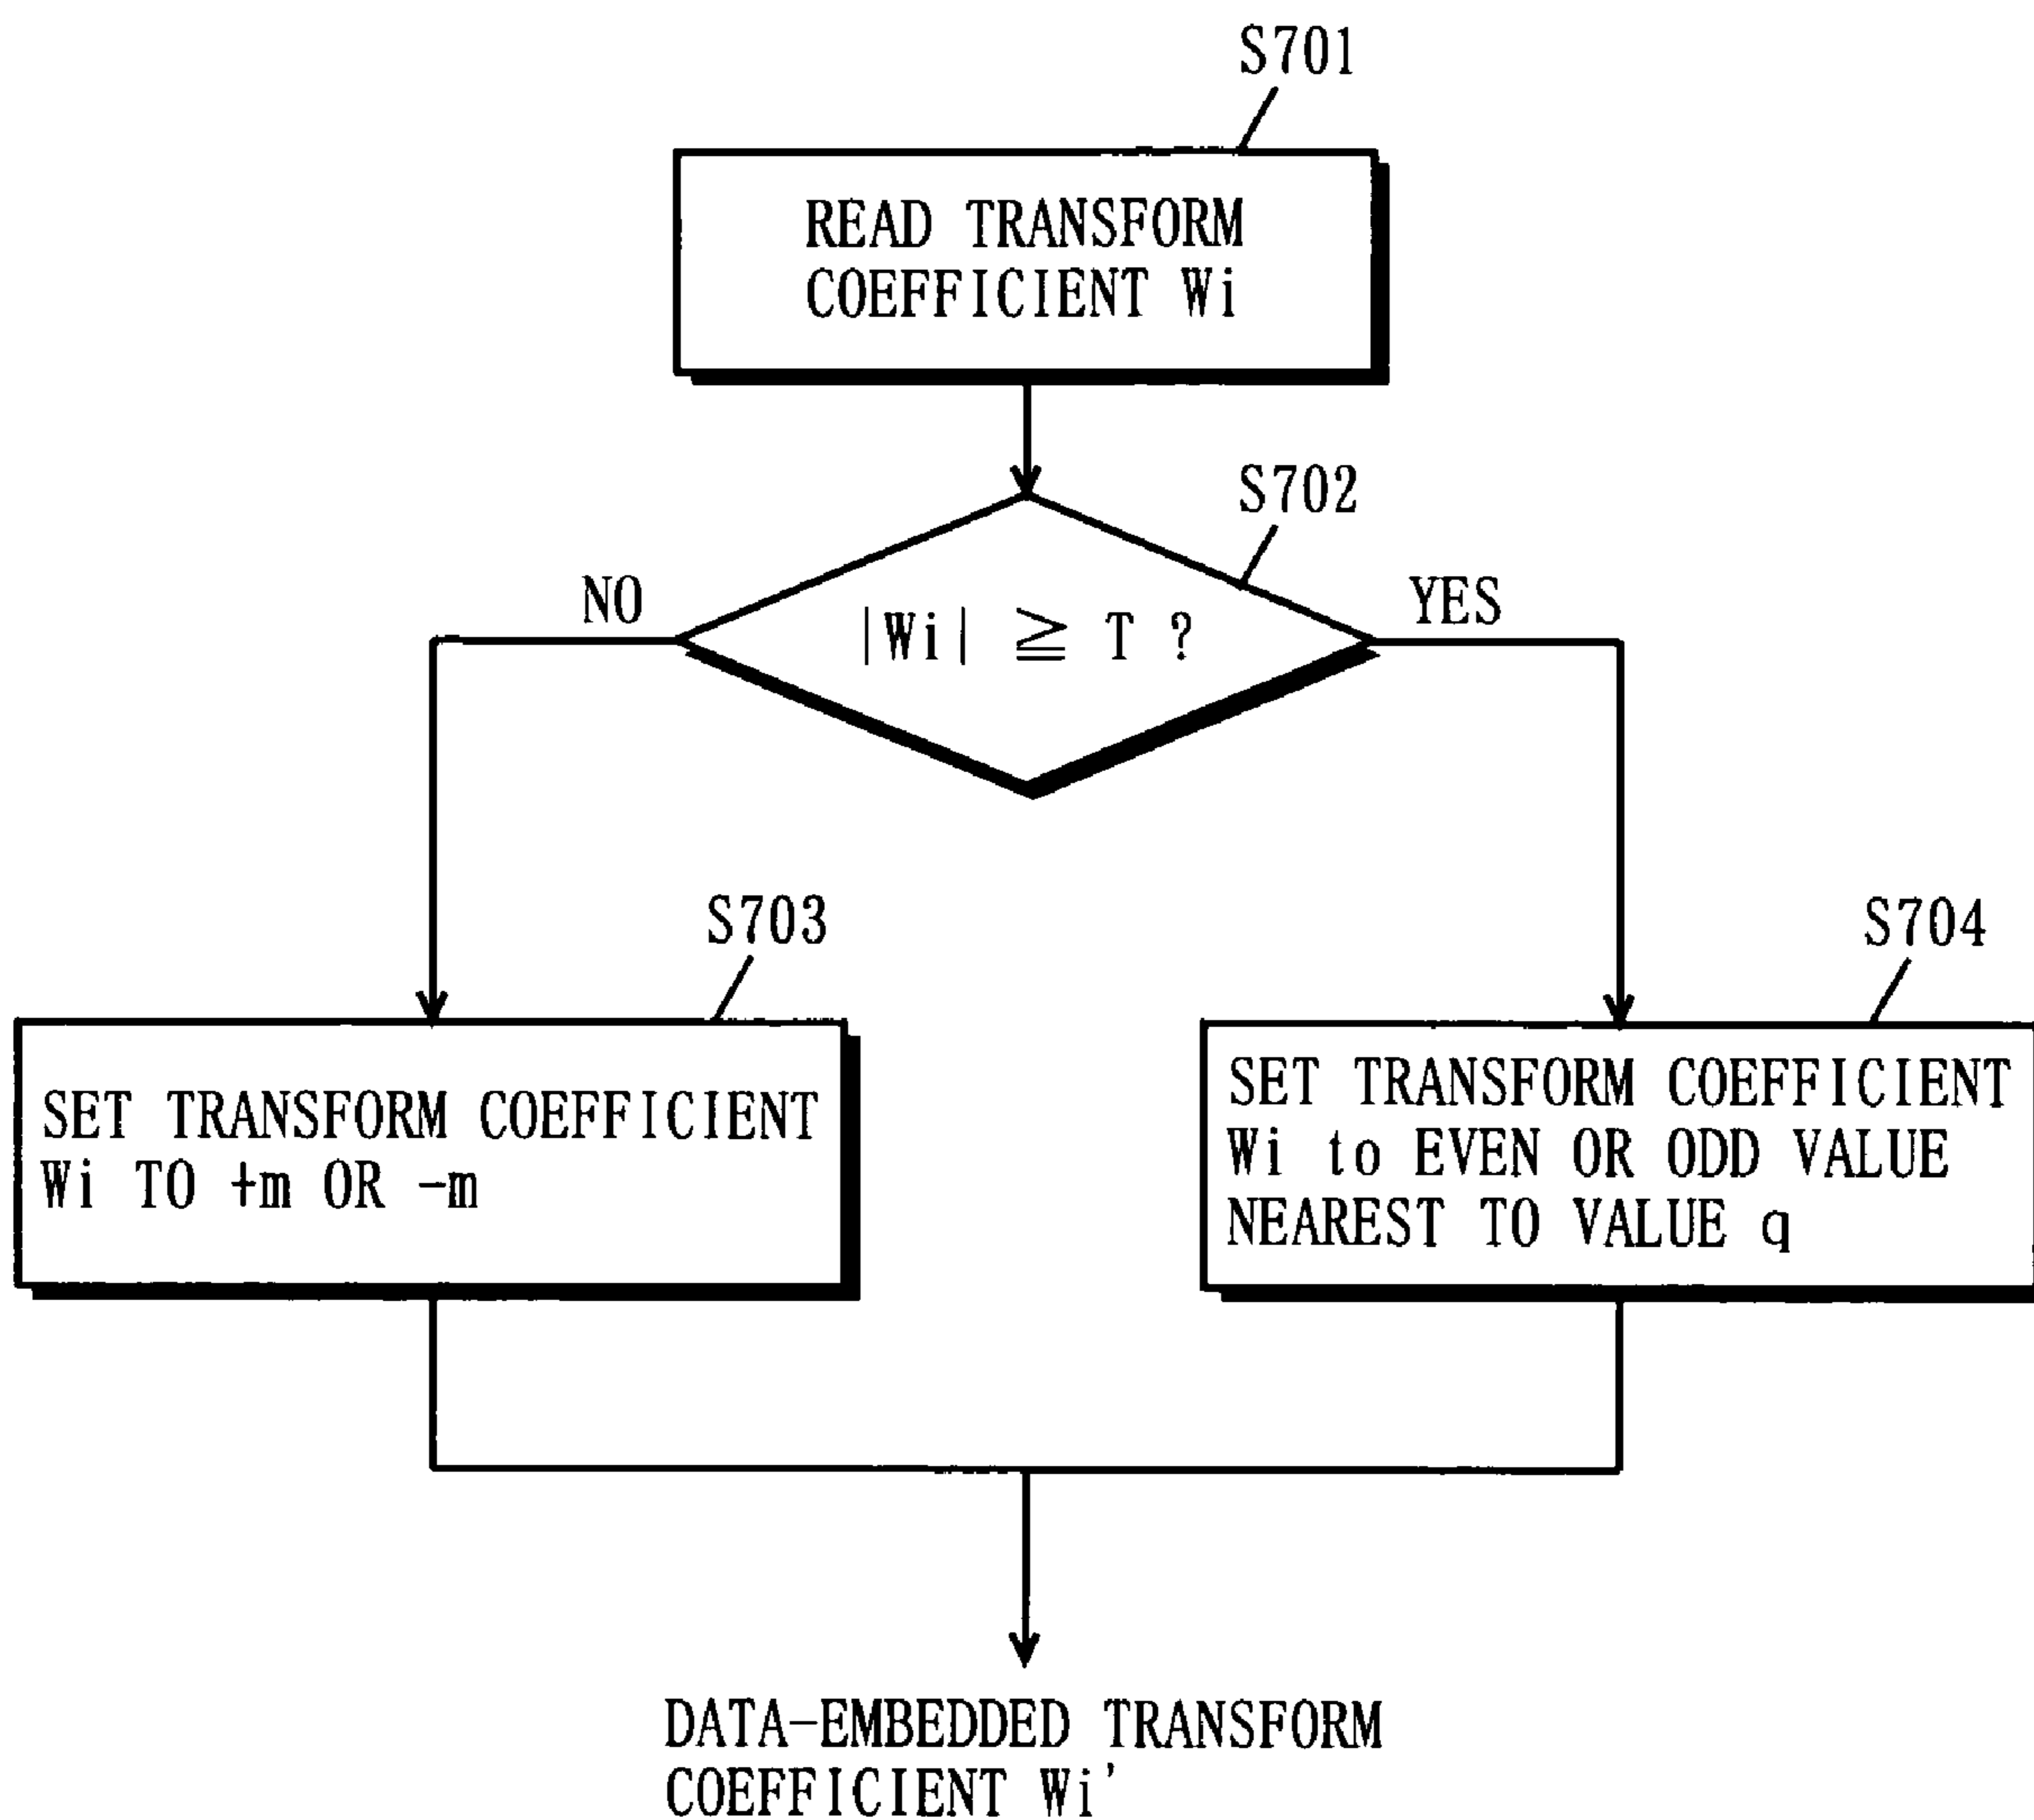 S701
READ TRANSFORM
COEFFICIENT Wi
S702
NO
|Wi| ≧ T ?
YES
S703
S704
SET TRANSFORM COEFFICIENT
Wi TO +m OR -m
SET TRANSFORM COEFFICIENT
Wi to EVEN OR ODD VALUE
NEAREST TO VALUE q
DATA-EMBEDDED TRANSFORM
COEFFICIENT Wi'